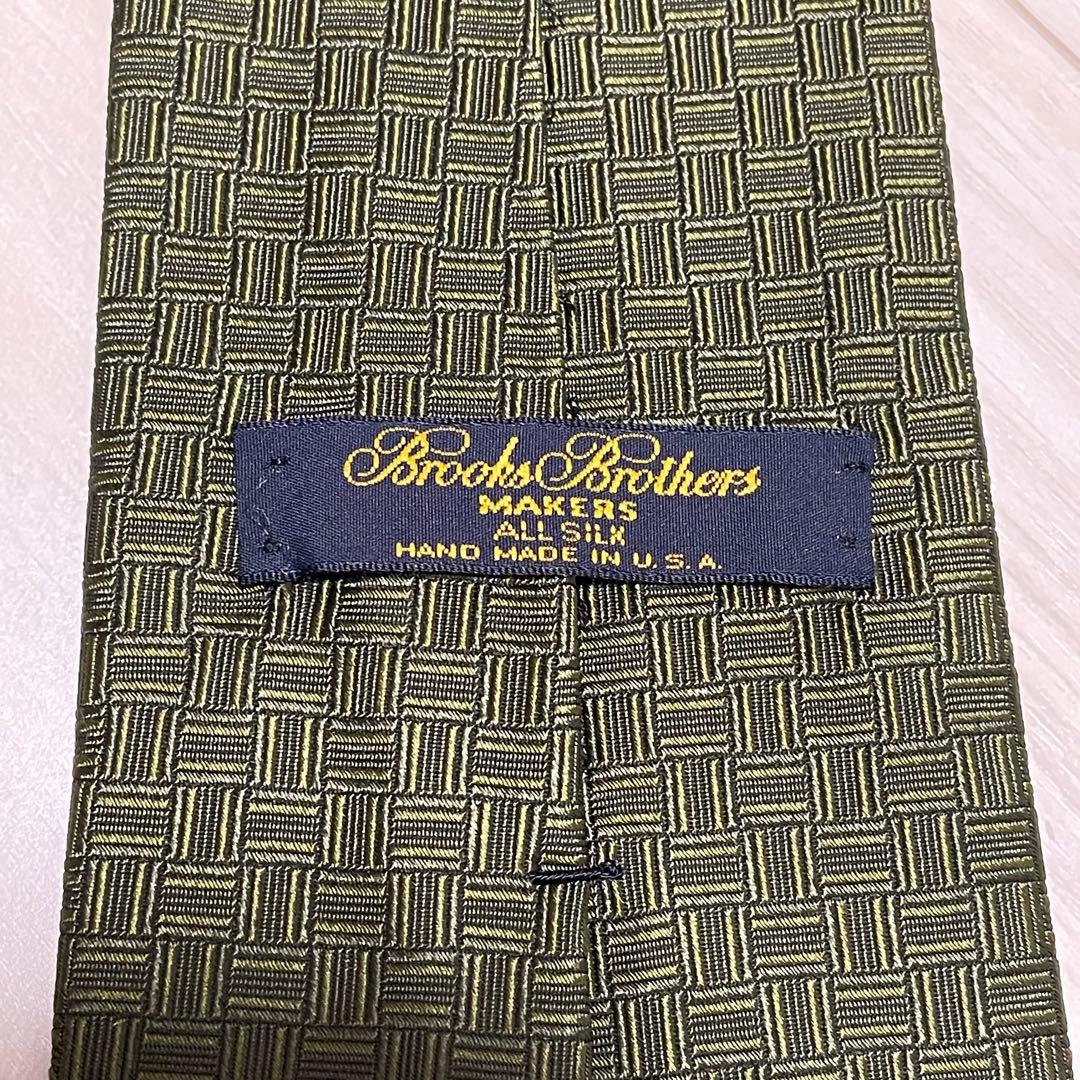 Brooks Brothers
MAKERS
ALL SILK
HAND MADE IN U.S.A.